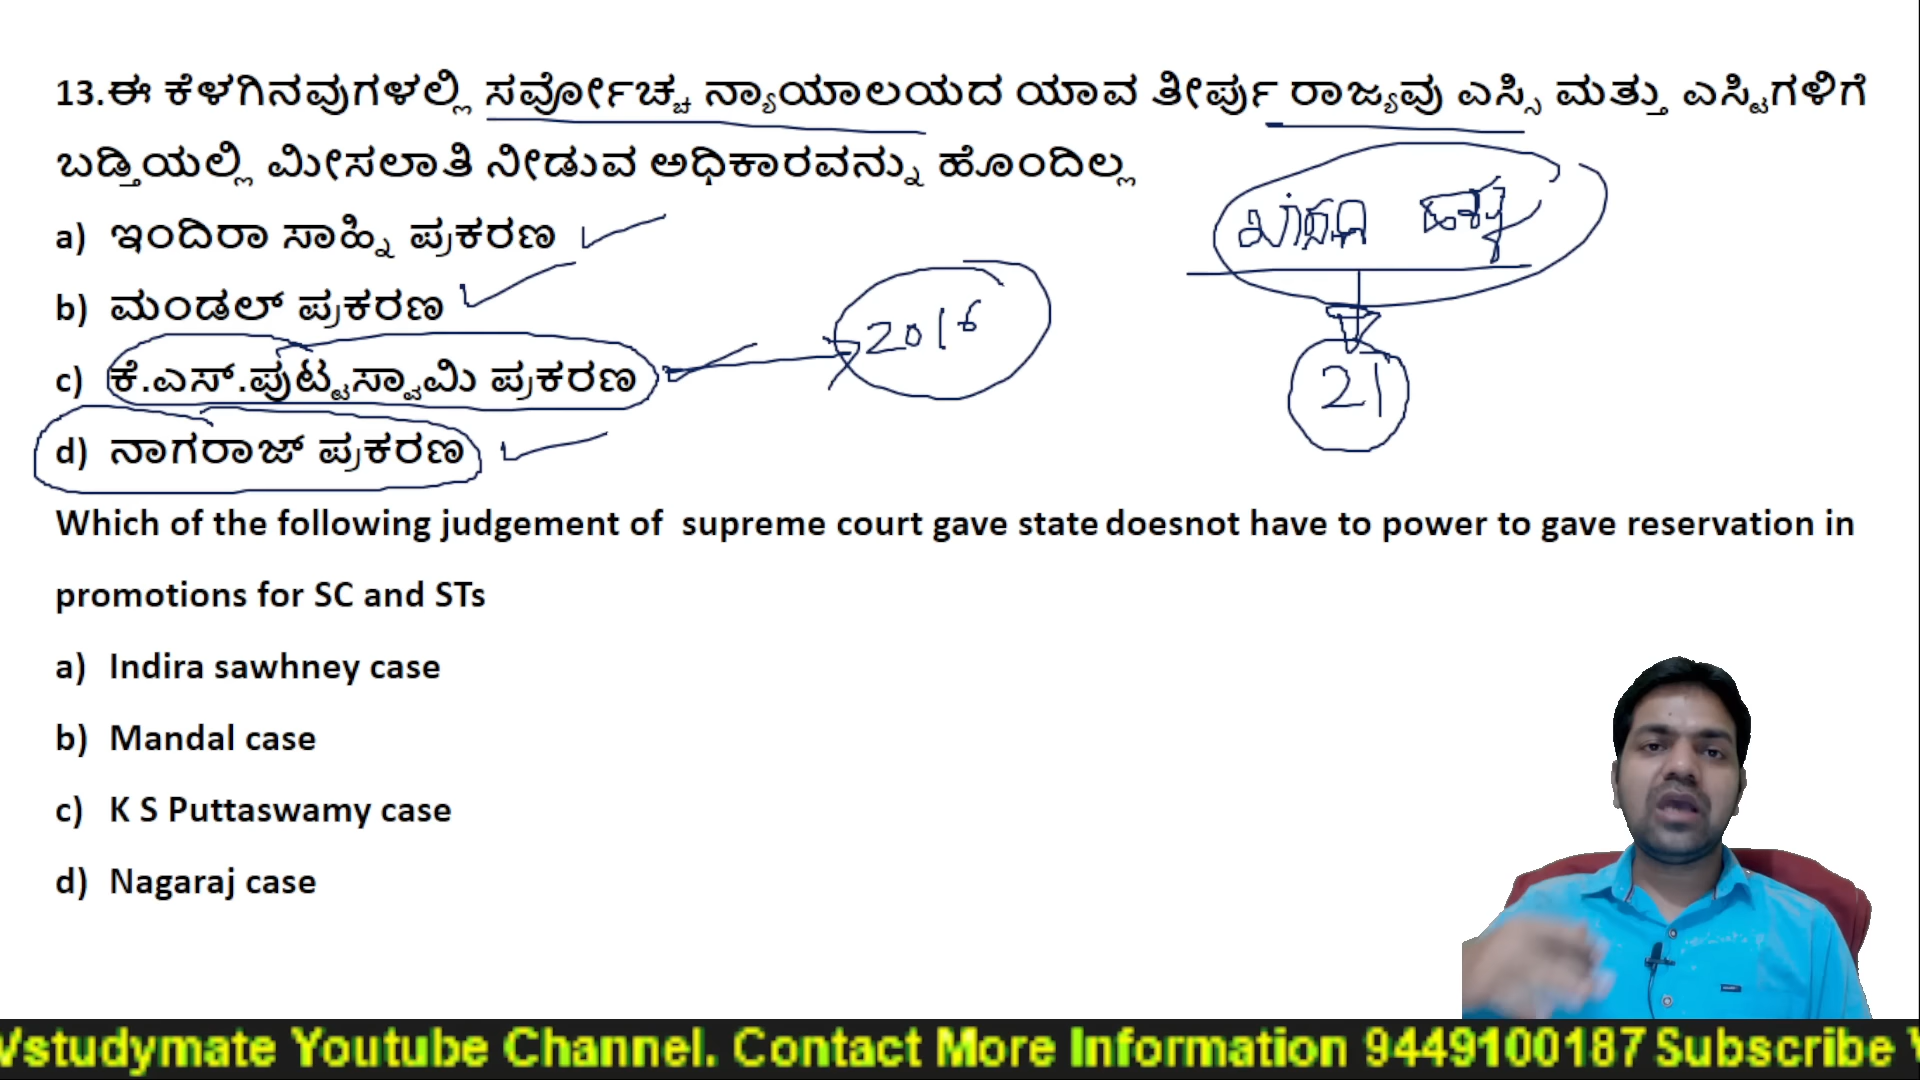 13.ಈ ಕೆಳಗಿನವುಗಳಲ್ಲಿ ಸರ್ವೋಚ್ಚ ನ್ಯಾಯಾಲಯದ ಯಾವ ತೀರ್ಪು ರಾಜ್ಯವು ಎಸ್ಸಿ ಮತ್ತು ಎಸ್ಟಿಗಳಿಗೆ
ಬಡ್ತಿಯಲ್ಲಿ ಮೀಸಲಾತಿ ನೀಡುವ ಅಧಿಕಾರವನ್ನು ಹೊಂದಿಲ್ಲ
a) ಇಂದಿರಾ ಸಾಹ್ನಿ ಪ್ರಕರಣ
b) ಮಂಡಲ್ ಪ್ರಕರಣ
2016
c) ಕೆ.ಎಸ್.ಪುಟ್ಟಸ್ವಾಮಿ ಪ್ರಕರಣ
21
d) ನಾಗರಾಜ್ ಪ್ರಕರಣ
Which of the following judgement of supreme court gave state doesnot have to power to gave reservation in
promotions for SC and STs
a) Indira sawhney case
b) Mandal case
c) K S Puttaswamy case
d) Nagaraj case
Vstudymate Youtube Channel. Contact More Information 9449100187 Subscribe